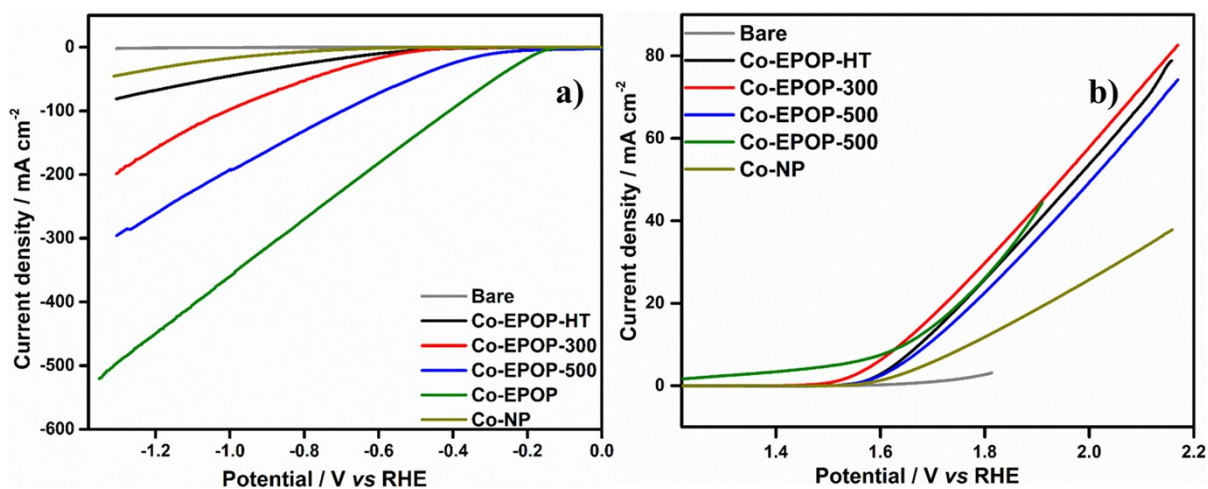 a)
Current density / mA cm-2
0
-100
-200
-300
-400
-500
-600
Bare
Co-EPOP-HT
Co-EPOP-300
Co-EPOP-500
Co-EPOP
Co-NP
-1.2 -1.0 -0.8 -0.6 -0.4 -0.2 0.0
Potential / V vs RHE
b)
Current density / mA cm-2
80
60
40
20
0
Bare
Co-EPOP-HT
Co-EPOP-300
Co-EPOP-500
Co-EPOP-500
Co-NP
1.4 1.6 1.8 2.0 2.2
Potential / V vs RHE